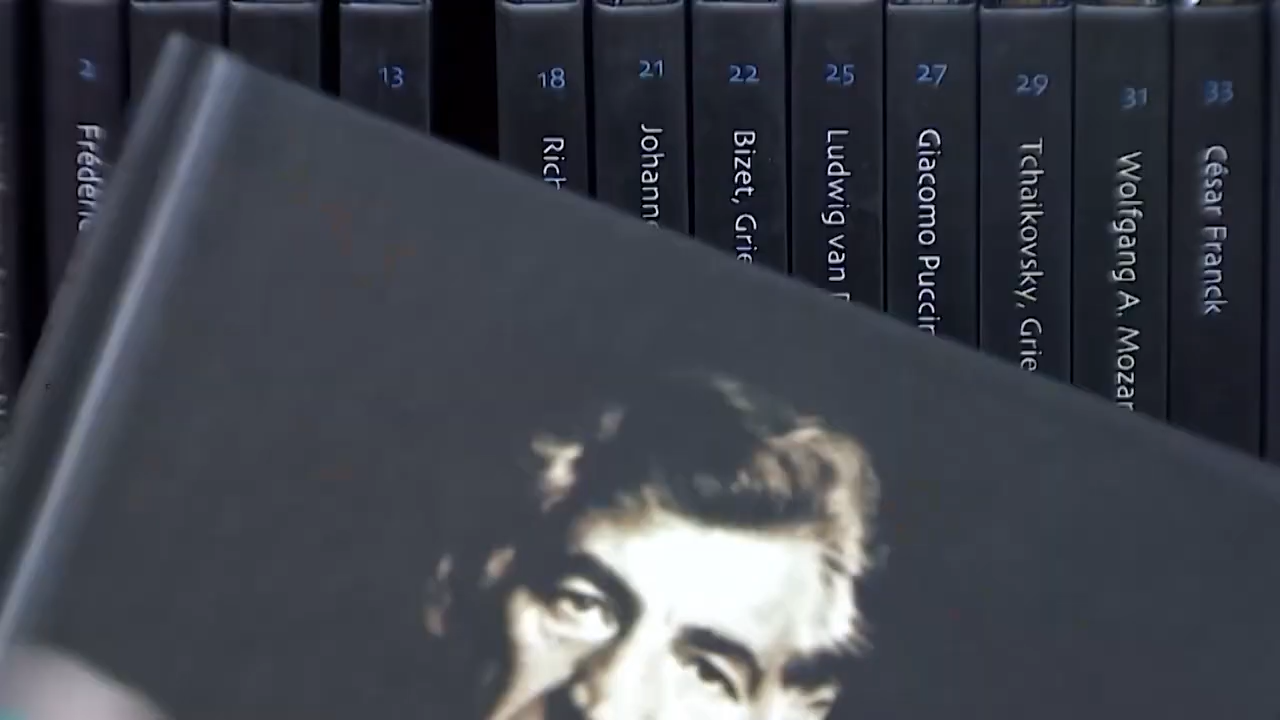 2
Frédéric
13
18
Rich
21
Johann
22
Bizet, Grie
25
Ludwig van
27
Giacomo Puccin
29
Tchaikovsky, Grie
31
Wolfgang A. Mozar
33
César Franck